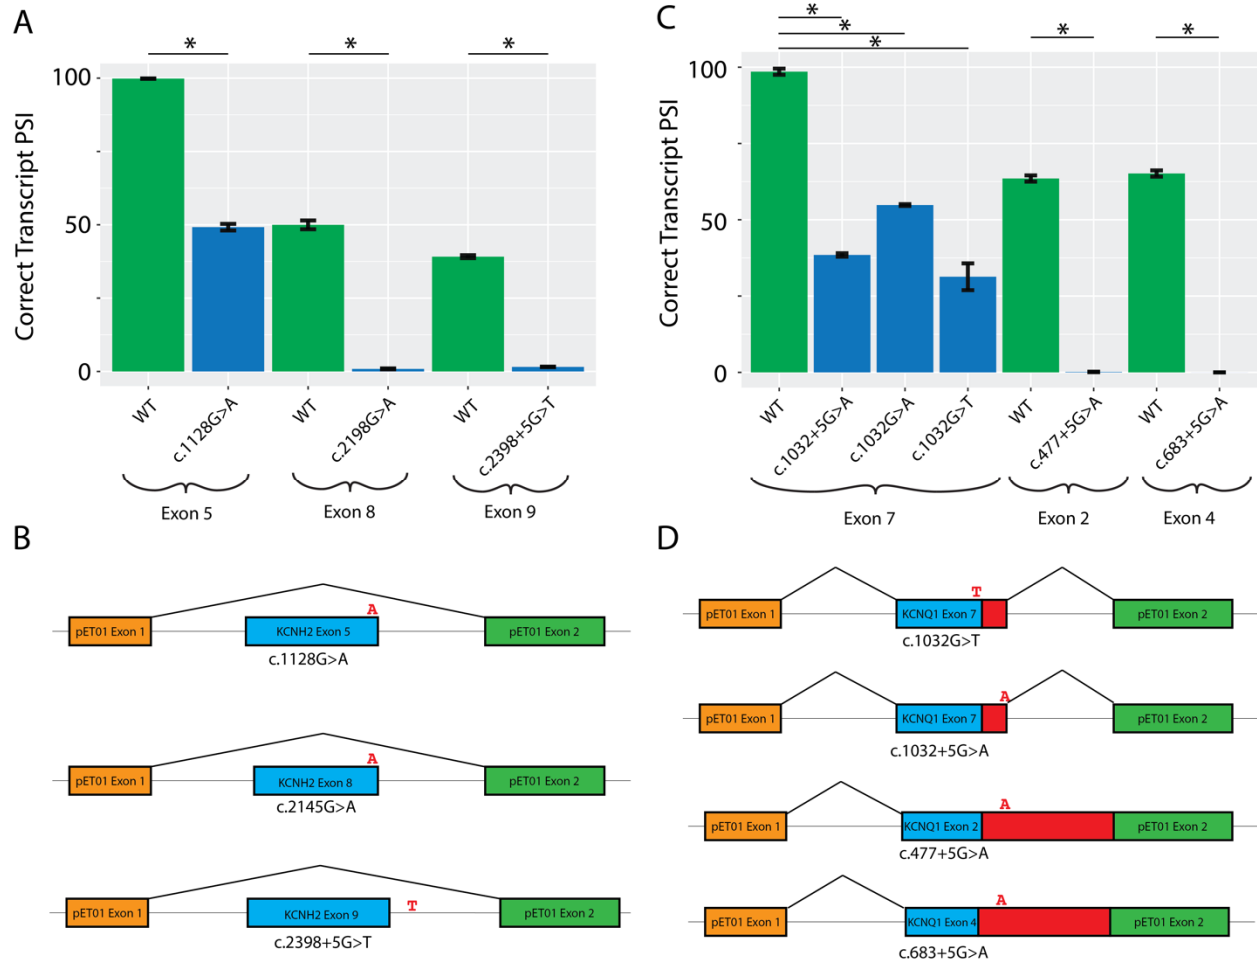 A
*
*
*
Correct Transcript PSI
100
50
0
WT
c.1128G>A
WT
c.2198G>A
WT
c.2398+5G>T
Exon 5
Exon 8
Exon 9
C
*
*
*
*
*
Correct Transcript PSI
100
50
0
WT
c.1032+5G>A
c.1032G>A
c.1032G>T
WT
c.477+5G>A
WT
c.683+5G>A
Exon 7
Exon 2
Exon 4
B
A
pET01 Exon 1
KCNH2 Exon 5
pET01 Exon 2
c.1128G>A
A
pET01 Exon 1
KCNH2 Exon 8
pET01 Exon 2
c.2145G>A
T
pET01 Exon 1
KCNH2 Exon 9
pET01 Exon 2
c.2398+5G>T
D
T
pET01 Exon 1
KCNQ1 Exon 7
pET01 Exon 2
c.1032G>T
A
pET01 Exon 1
KCNQ1 Exon 7
pET01 Exon 2
c.1032+5G>A
A
pET01 Exon 1
KCNQ1 Exon 2
pET01 Exon 2
c.477+5G>A
A
pET01 Exon 1
KCNQ1 Exon 4
pET01 Exon 2
c.683+5G>A